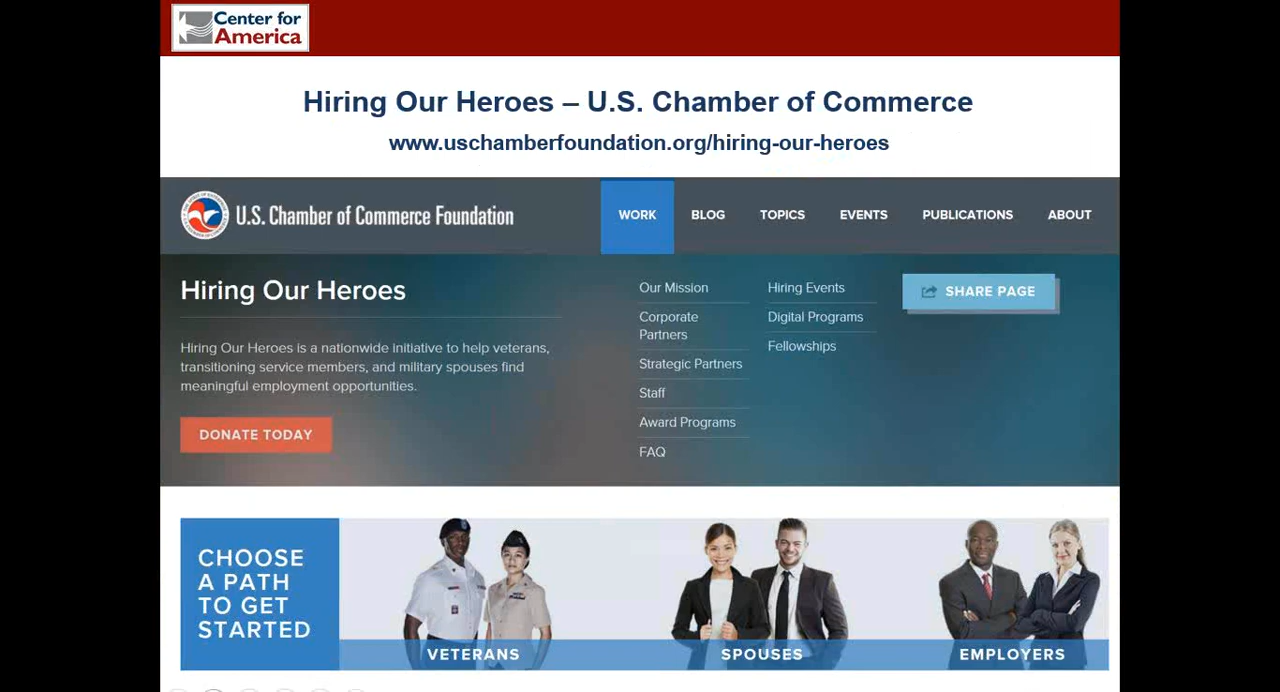 Center for
America
Hiring Our Heroes – U.S. Chamber of Commerce
www.uschamberfoundation.org/hiring-our-heroes
U.S. Chamber of Commerce Foundation
WORK
BLOG
TOPICS
EVENTS
PUBLICATIONS
ABOUT
Hiring Our Heroes
Hiring Our Heroes is a nationwide initiative to help veterans,
transitioning service members, and military spouses find
meaningful employment opportunities.
DONATE TODAY
Our Mission
Corporate
Partners
Strategic Partners
Staff
Award Programs
FAQ
Hiring Events
Digital Programs
Fellowships
SHARE PAGE
CHOOSE
A PATH
TO GET
STARTED
VETERANS
SPOUSES
EMPLOYERS